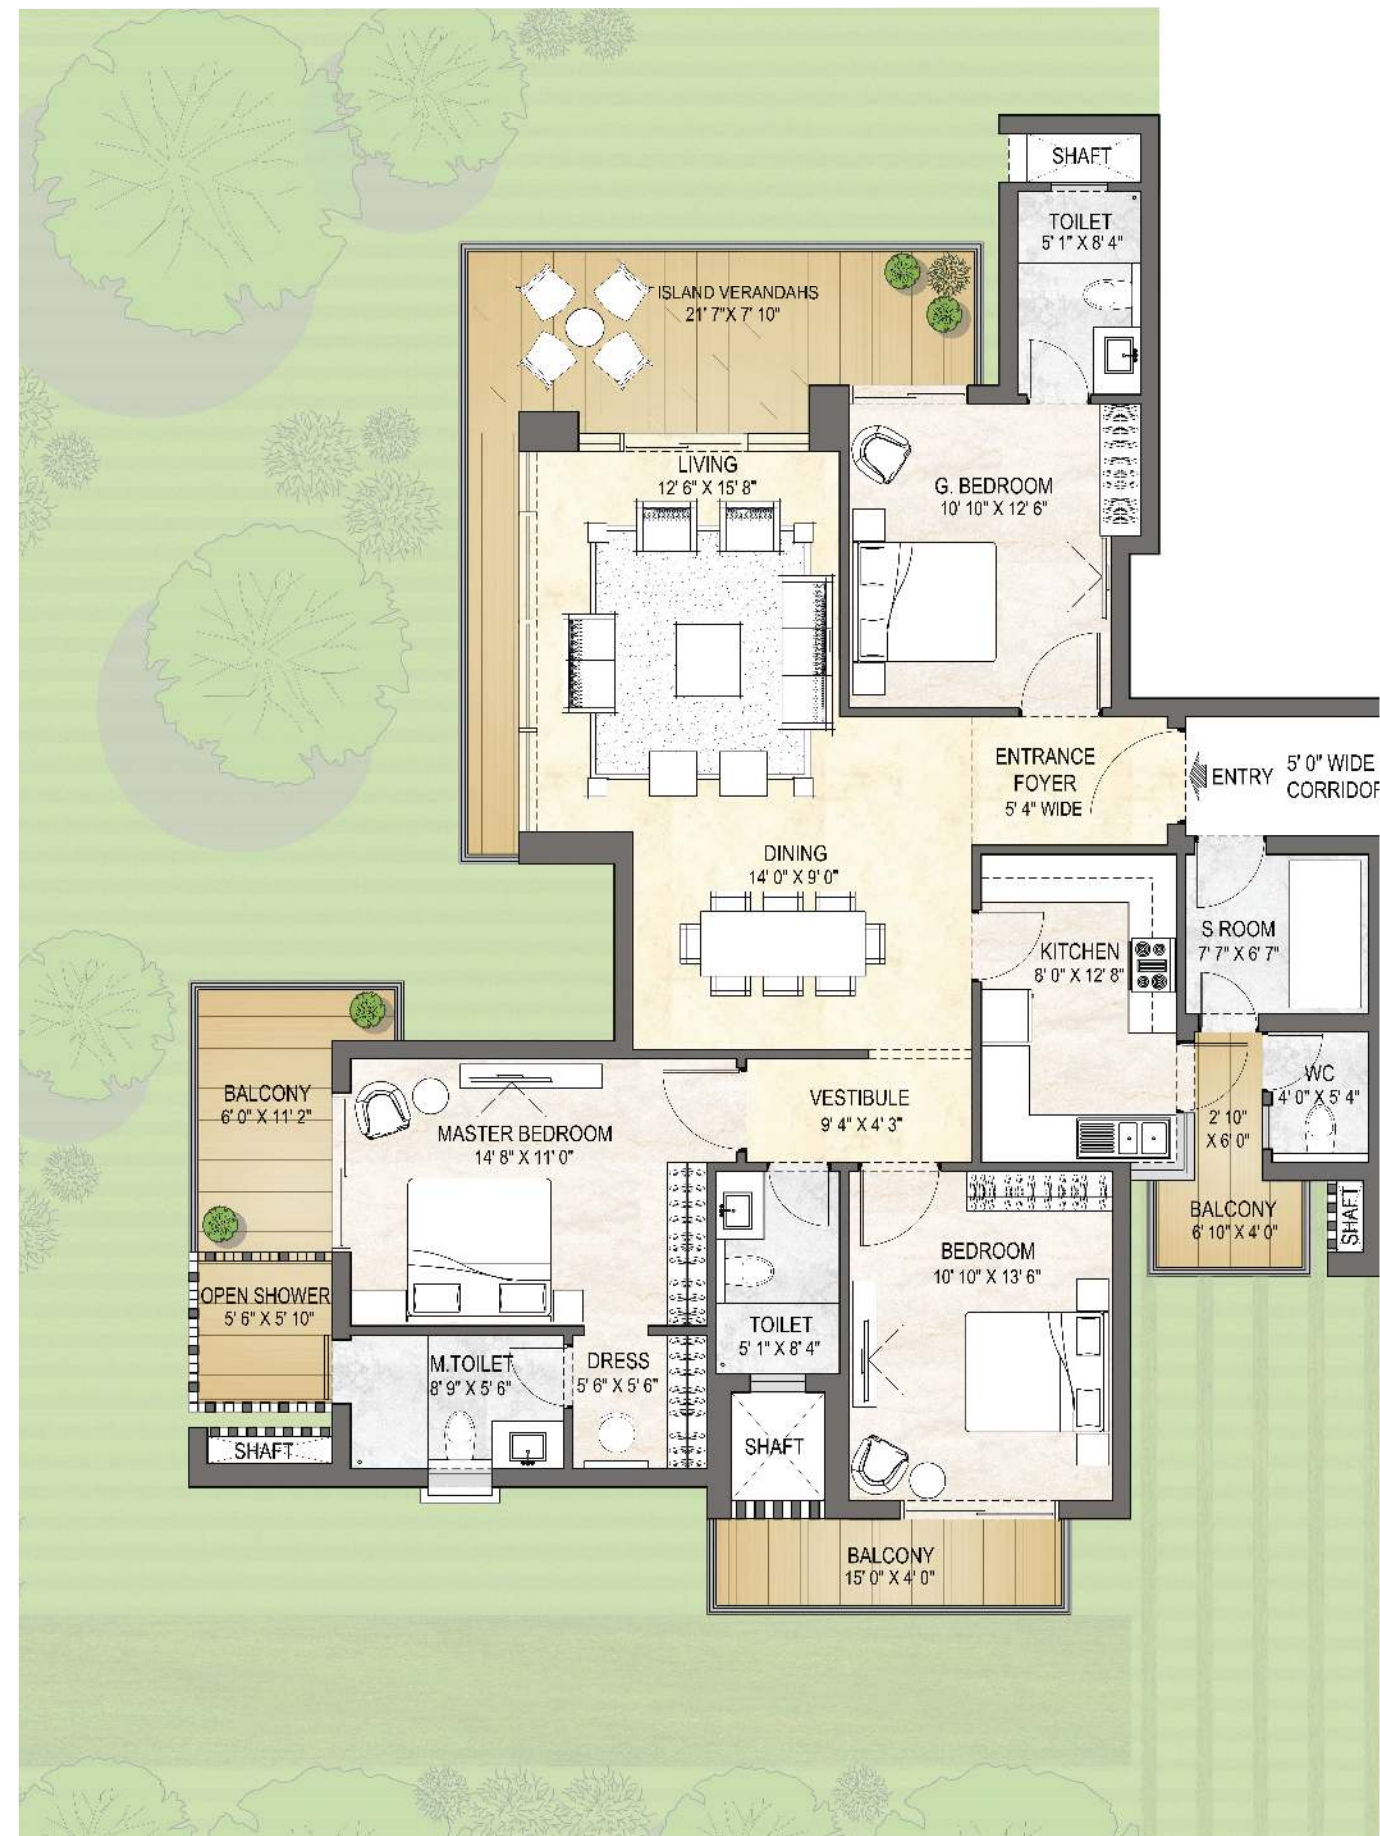 SHAFT
TOILET
5' 1" X 8' 4"
ISLAND VERANDAHS
21' 7"X 7' 10"
LIVING
12' 6" X 15' 8"
G. BEDROOM
10' 10" X 12' 6"
ENTRANCE
FOYER
5' 4" WIDE
ENTRY
5' 0" WIDE
CORRIDOR
DINING
14' 0" X 9' 0"
KITCHEN
8' 0" X 12' 8"
S ROOM
7' 7" X 6' 7"
BALCONY
6' 0" X 11' 2"
MASTER BEDROOM
14' 8" X 11' 0"
VESTIBULE
9' 4" X 4' 3"
WC
4' 0" X 5' 4"
2' 10"
X 6' 0"
BALCONY
6' 10" X 4' 0"
SHAFT
BEDROOM
10' 10" X 13' 6"
OPEN SHOWER
5' 6" X 5' 10"
TOILET
5' 1" X 8' 4"
M.TOILET
8' 9" X 5' 6"
DRESS
5' 6" X 5' 6"
SHAFT
SHAFT
BALCONY
15' 0" X 4' 0"